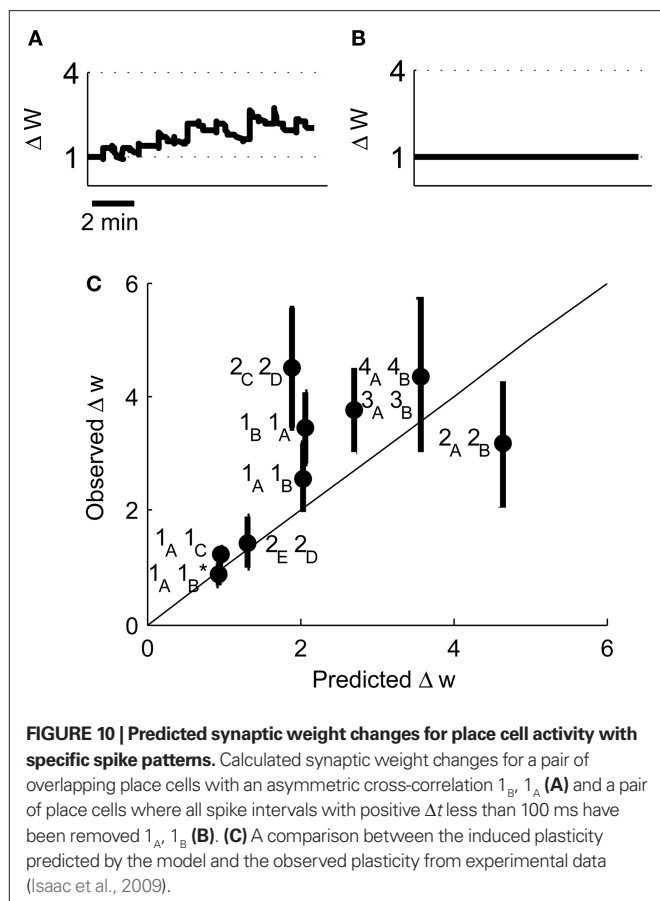 A
B
4
4
Δ W
Δ W
1
1
2 min
C
6
4
2
0
Observed Δ w
2C 2D
4A 4B
3A 3B
1B 1A
2A 2B
1A 1B
1A 1C
2E 2D
1A 1B*
0 2 4 6
Predicted Δ w
FIGURE 10 | Predicted synaptic weight changes for place cell activity with
specific spike patterns. Calculated synaptic weight changes for a pair of
overlapping place cells with an asymmetric cross-correlation 1B, 1A (A) and a pair
of place cells where all spike intervals with positive Δt less than 100 ms have
been removed 1A, 1B (B). (C) A comparison between the induced plasticity
predicted by the model and the observed plasticity from experimental data
(Isaac et al., 2009).